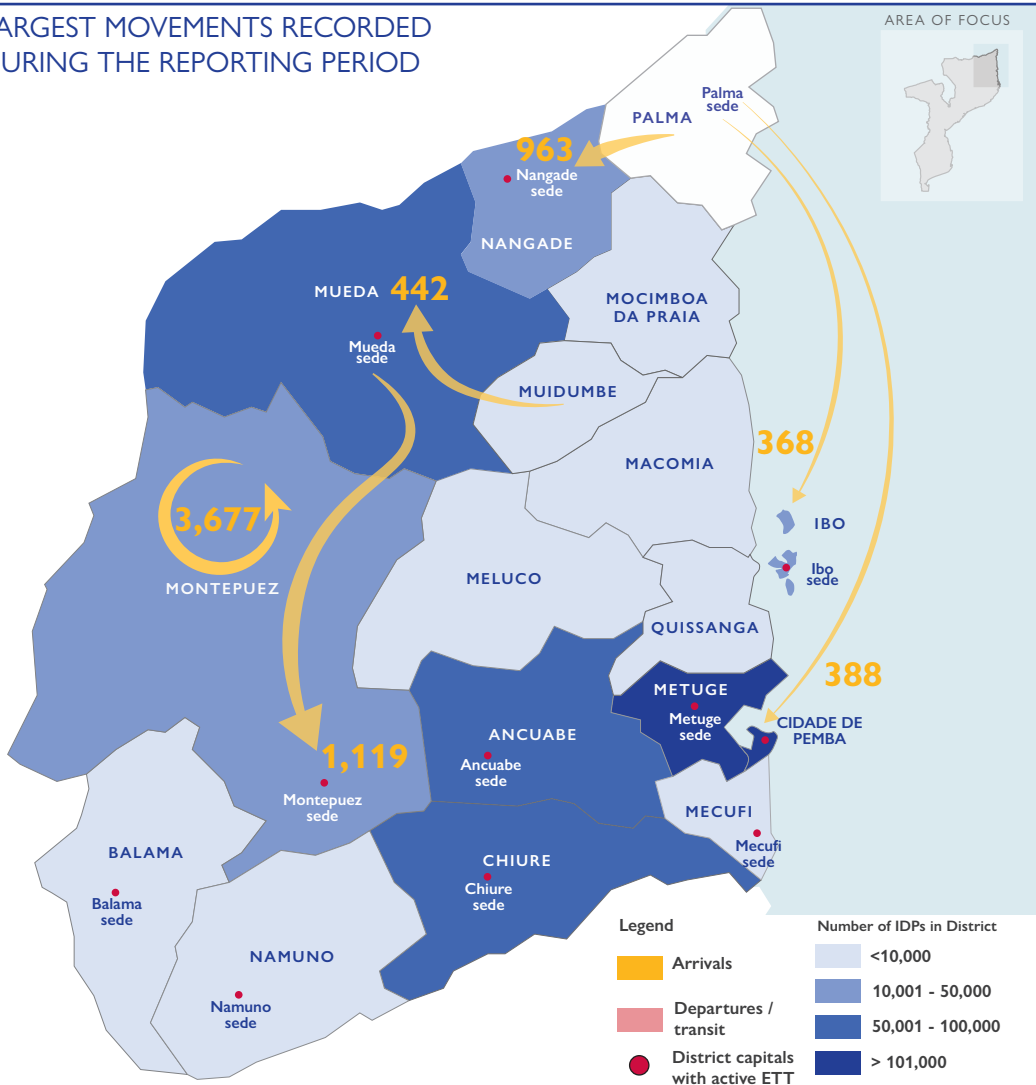 ARGEST MOVEMENTS RECORDED
URING THE REPORTING PERIOD
AREA OF FOCUS
Palma
sede
PALMA
963
Nangade
sede
NANGADE
MUEDA 442
Mueda
sede
MOCIMBOA
DA PRAIA
MUIDUMBE
MACOMIA
368
3,677
MONTEPUEZ
IBO
Ibo
sede
MELUCO
QUISSANGA
388
METUGE
Metuge
sede
CIDADE DE
PEMBA
ANCUABE
Ancuabe
sede
1,119
Montepuez
sede
MECUFI
Mecufi
sede
BALAMA
Balama
sede
CHIURE
Chiure
sede
NAMUNO
Namuno
sede
Legend
Arrivals
Departures /
transit
District capitals
with active ETT
Number of IDPs in District
<10,000
10,001 - 50,000
50,001 - 100,000
> 101,000